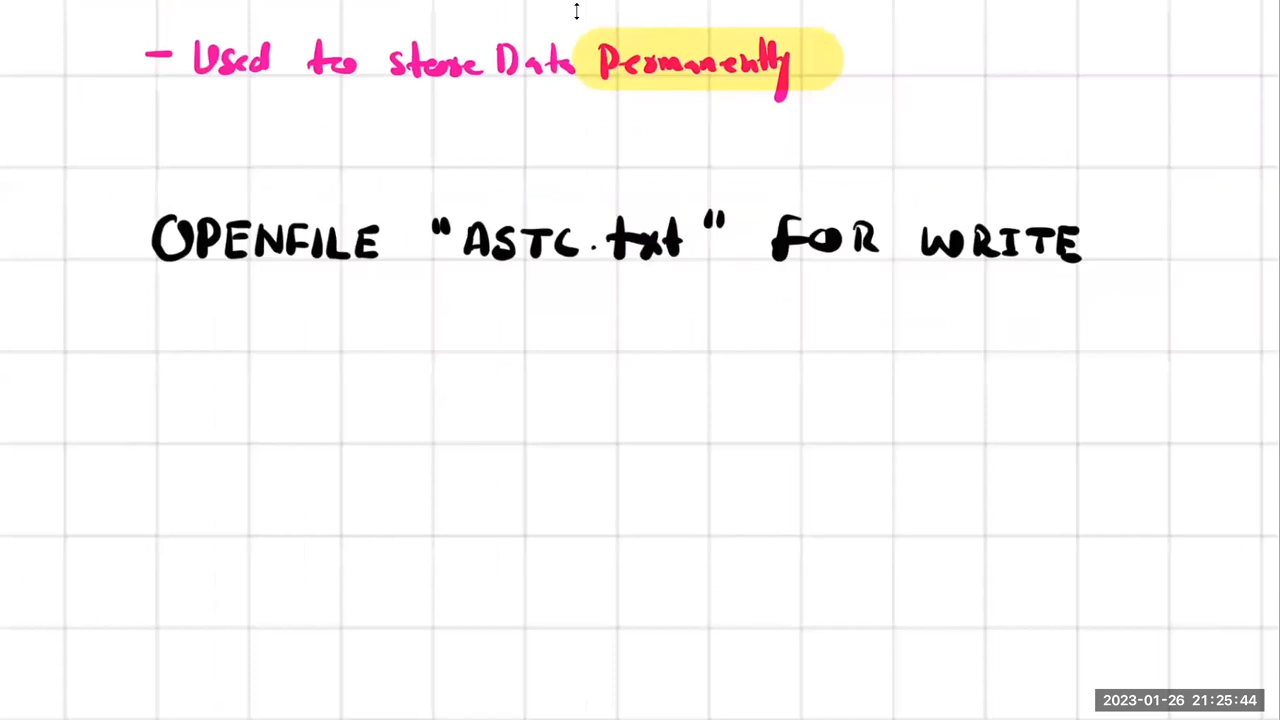 - Used to store Data Permanently
OPENFILE "ASTC.txt" FOR WRITE
2023-01-26 21:25:44